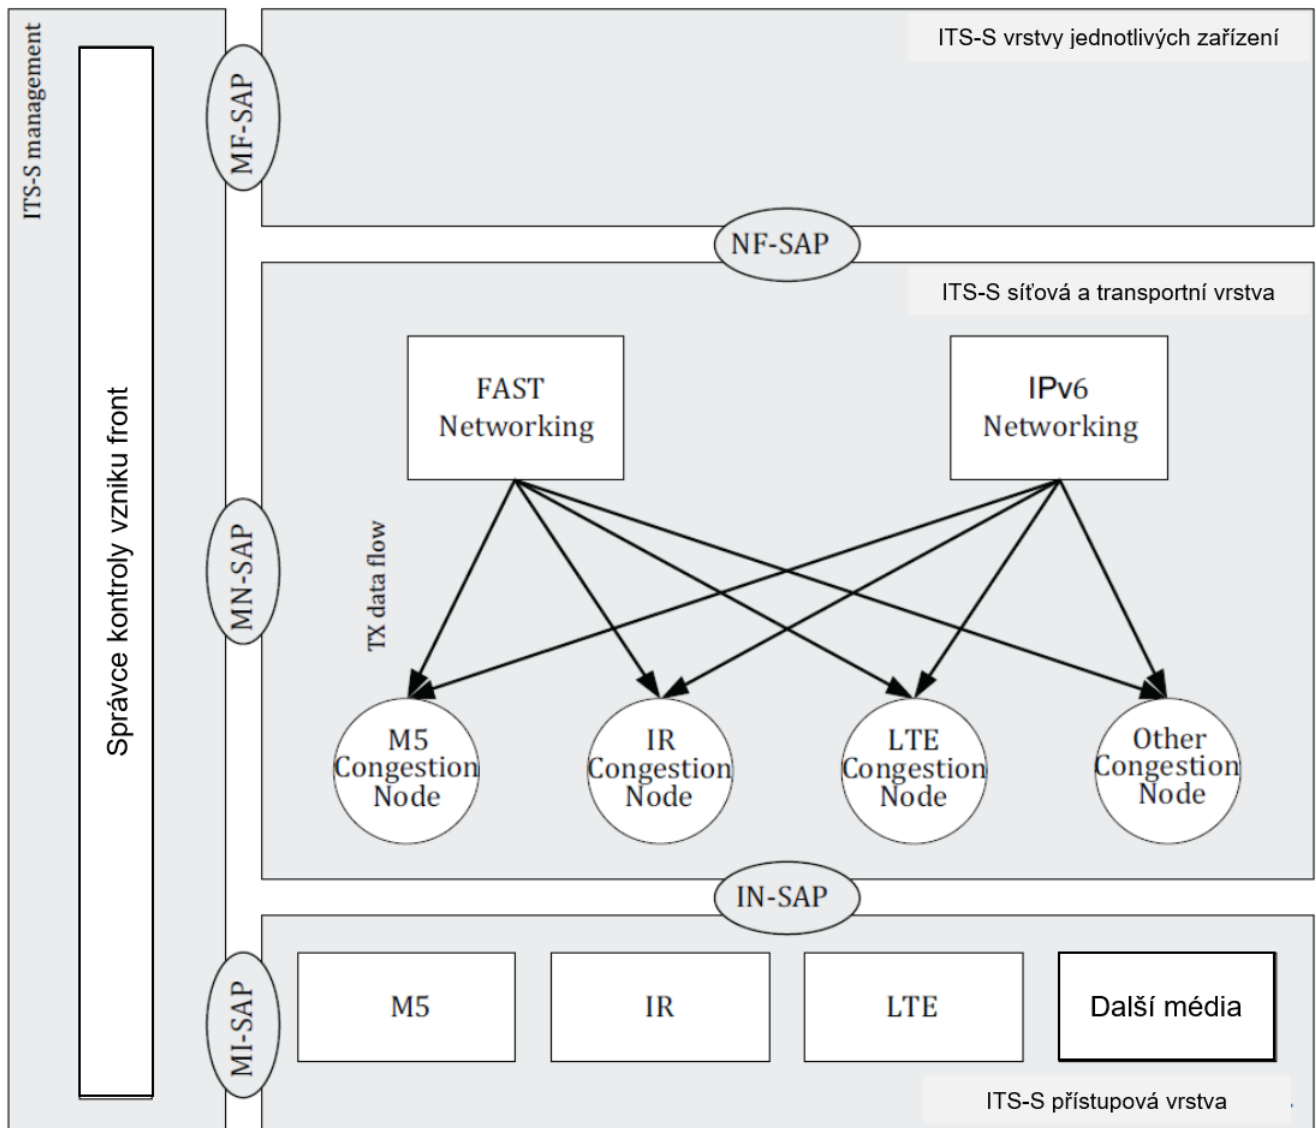 ITS-S management
Správce kontroly vzniku front
MF-SAP
ITS-S vrstvy jednotlivých zařízení
NF-SAP
ITS-S síťová a transportní vrstva
FAST
Networking
IPv6
Networking
MN-SAP
TX data flow
M5
Congestion
Node
IR
Congestion
Node
LTE
Congestion
Node
Other
Congestion
Node
IN-SAP
MI-SAP
M5
IR
LTE
Další média
ITS-S přístupová vrstva